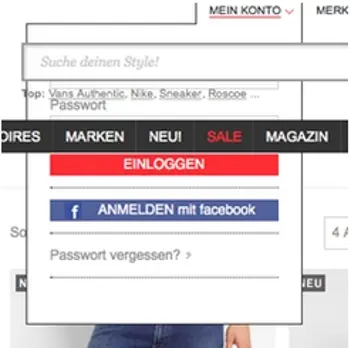 MEIN KONTO
MERK
Suche deinen Style!
Top: Vans Authentic, Nike, Sneaker, Roscoe ...
Passwort
OIRES MARKEN NEU! SALE MAGAZIN
EINLOGGEN
f ANMELDEN mit facebook
So
Passwort vergessen?
4 A
N
NEU